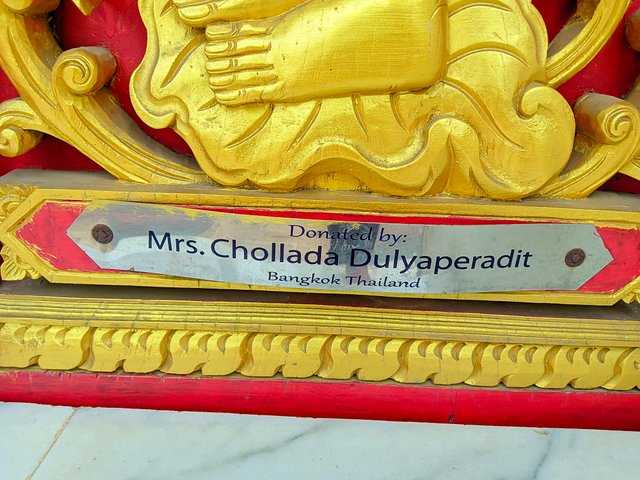 Donated by:
Mrs. Chollada Dulyaperadit
Bangkok Thailand